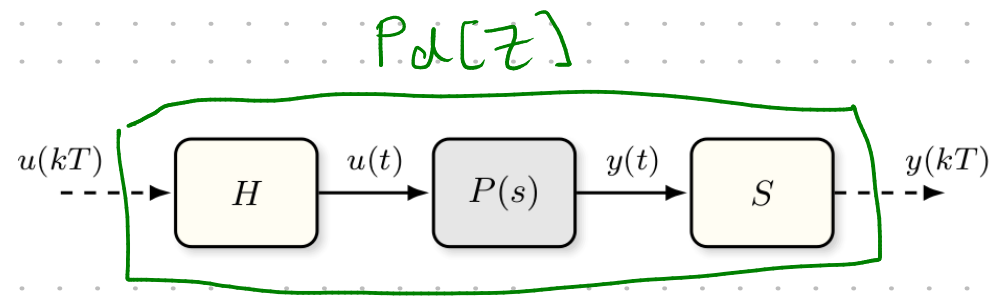 Pd[z]
u(kT)
H
u(t)
P(s)
y(t)
S
y(kT)